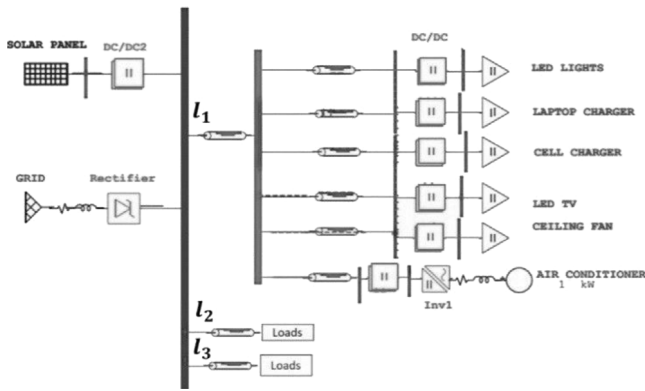 SOLAR PANEL
DC/DC2
DC/DC
LED LIGHTS
l₁
LAPTOP CHARGER
CELL CHARGER
GRID
Rectifier
LED TV
CEILING FAN
AIR CONDITIONER
1 kW
Inv1
l₂
Loads
l₃
Loads